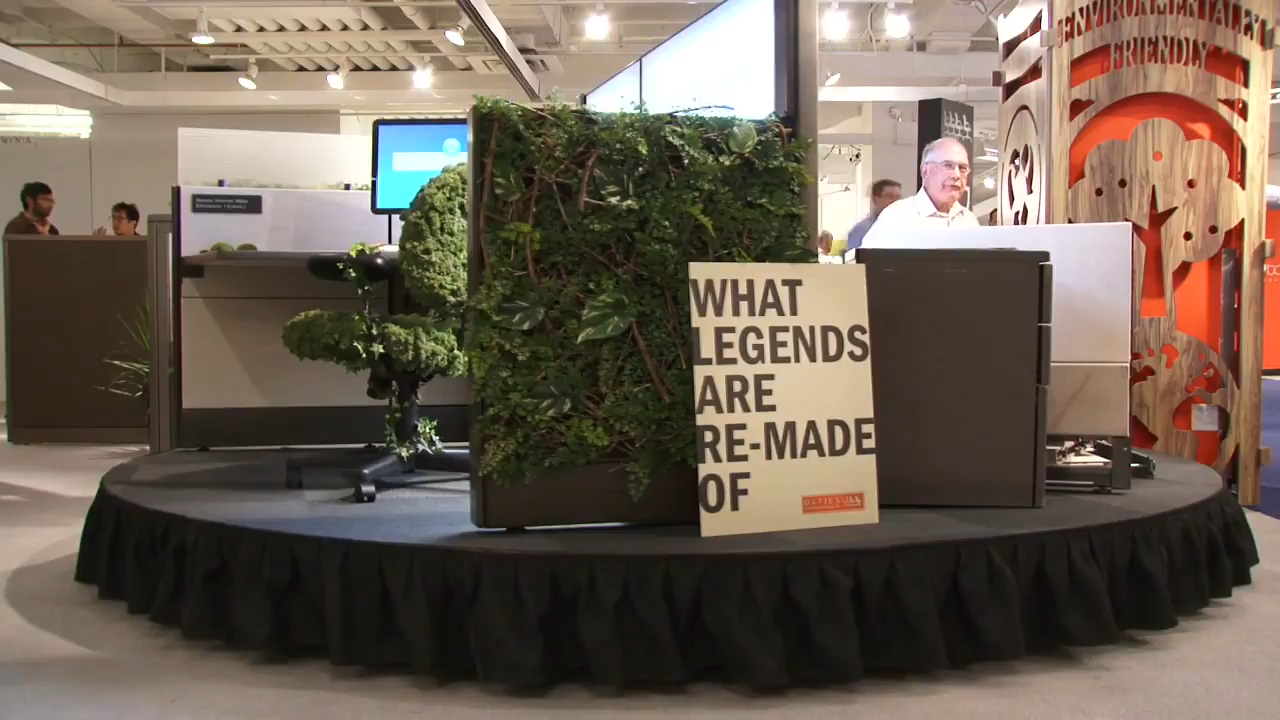 ENVIRONMENTALLY
FRIENDLY
WHAT
LEGENDS
ARE
RE-MADE
OF